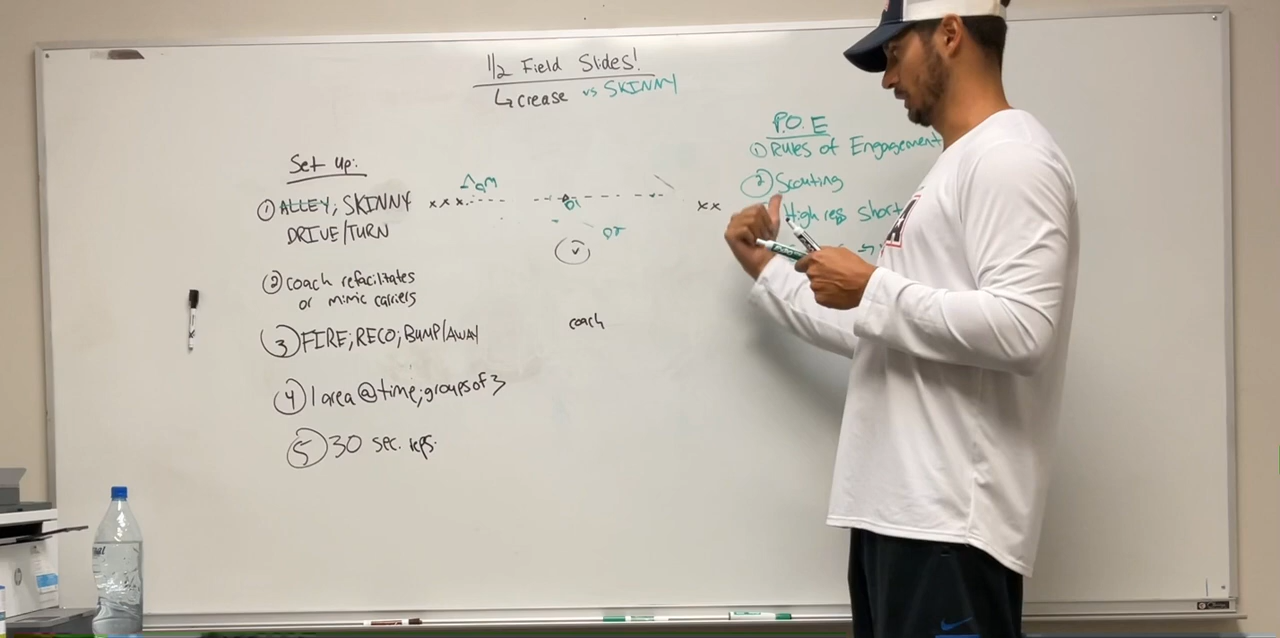 1/2 Field Slides!
↳ crease vs SKINNY
Set up:
① ALLEY; SKINNY
DRIVE/TURN
② coach refacilitates
or mimic carriers
③ FIRE; RECO; BUMP/AWAY
④ 1 area @ time; groups of 3
⑤ 30 sec. reps.
x x x
x x
coach
P.O.E
① Rules of Engagement
② Scouting
High reps short
A